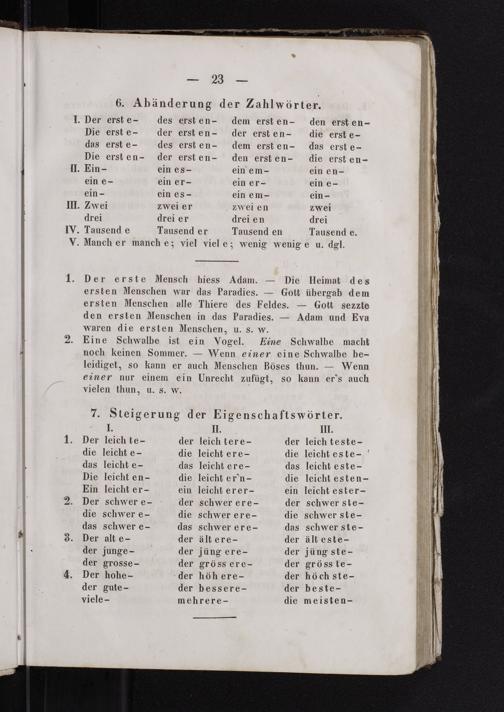 — 23 —
6. Abänderung der Zahlwörter.
I. Der erst e– des erst en– dem erst en– den erst en–
Die erst e– der erst en– der erst en– die erst e–
das erst e– des erst en– dem erst en– das erst e–
Die erst en– der erst en– den erst en– die erst en–
II. Ein– ein es– ein em– ein en–
ein e– ein er– ein er– ein e–
ein– ein es– ein em– ein–
III. Zwei zwei er zwei en zwei
drei drei er drei en drei
IV. Tausend e Tausend er Tausend en Tausend e.
V. Manch er manch e; viel viel e; wenig wenig e u. dgl.
1. Der erste Mensch hiess Adam. — Die Heimat des
ersten Menschen war das Paradies. — Gott übergab dem
ersten Menschen alle Thiere des Feldes. — Gott sezzte
den ersten Menschen in das Paradies. — Adam und Eva
waren die ersten Menschen, u. s. w.
2. Eine Schwalbe ist ein Vogel. Eine Schwalbe macht
noch keinen Sommer. — Wenn einer eine Schwalbe be-
leidiget, so kann er auch Menschen Böses thun. — Wenn
einer nur einem ein Unrecht zufügt, so kann er's auch
vielen thun, u. s. w.
7. Steigerung der Eigenschaftswörter.
I. II. III.
1. Der leich te– der leich tere– der leich teste–
die leicht e– die leicht ere– die leicht este–
das leicht e– das leicht ere– das leicht este–
Die leicht en– die leicht er'n– die leicht esten–
Ein leicht er– ein leicht erer– ein leicht ester–
2. Der schwer e– der schwer ere– der schwer ste–
die schwer e– die schwer ere– die schwer ste–
das schwer e– das schwer ere– das schwer ste–
3. Der alt e– der ält ere– der ält este–
der junge– der jüng ere– der jüng ste–
der grosse– der gröss ere– der gröss te–
4. Der hohe– der höh ere– der höch ste–
der gute– der bessere– der beste–
viele– mehrere– die meisten–